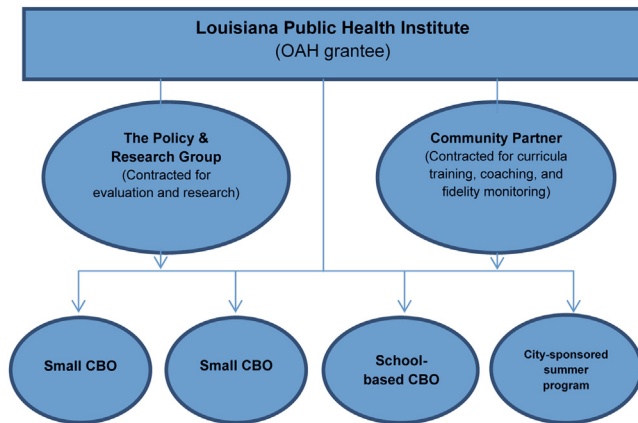 Louisiana Public Health Institute
(OAH grantee)
The Policy &
Research Group
(Contracted for
evaluation and research)
Community Partner
(Contracted for curricula
training, coaching, and
fidelity monitoring)
Small CBO
Small CBO
School-
based CBO
City-sponsored
summer
program